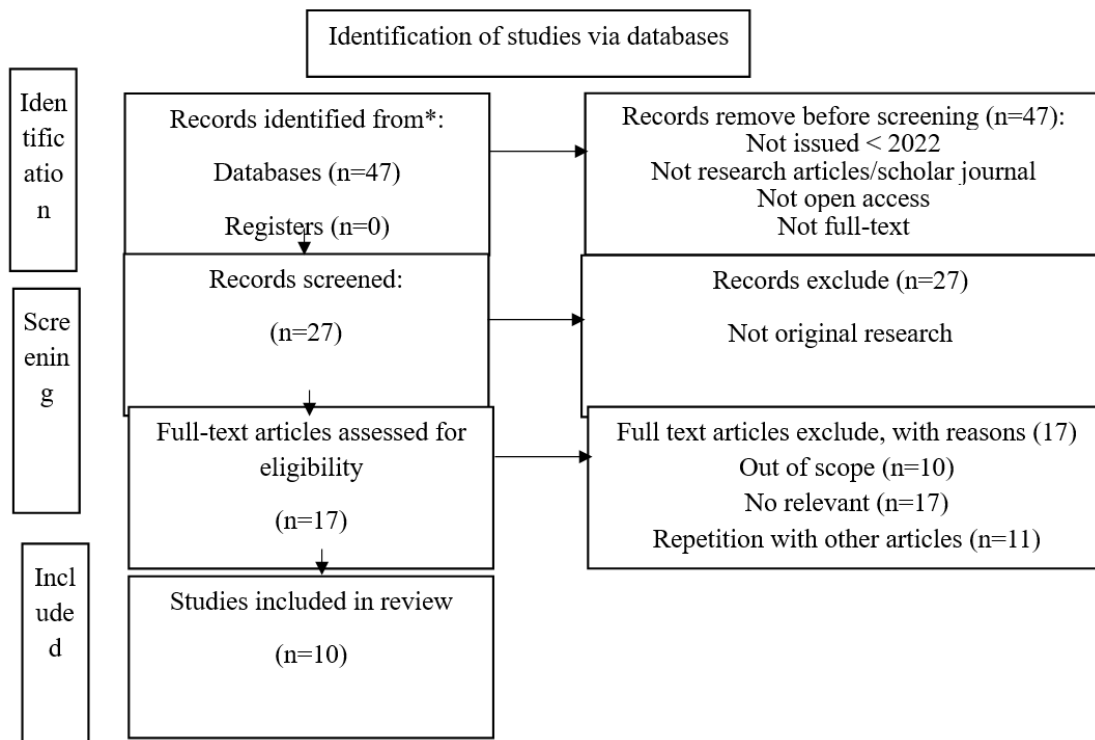 Identification of studies via databases
Iden
tific
atio
n
Records identified from*:
Databases (n=47)
Registers (n=0)
Records remove before screening (n=47):
Not issued < 2022
Not research articles/scholar journal
Not open access
Not full-text
Scre
enin
g
Records screened:
(n=27)
Records exclude (n=27)
Not original research
Full-text articles assessed for
eligibility
(n=17)
Full text articles exclude, with reasons (17)
Out of scope (n=10)
No relevant (n=17)
Repetition with other articles (n=11)
Incl
ude
d
Studies included in review
(n=10)